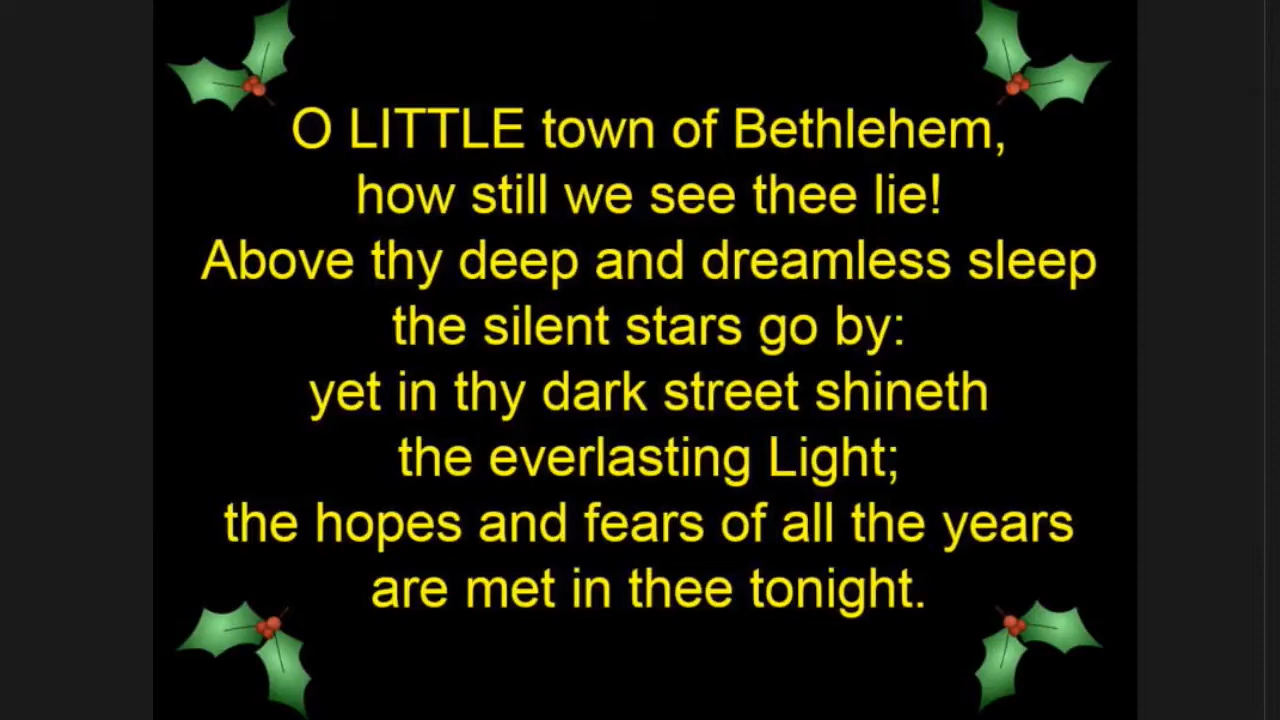 O LITTLE town of Bethlehem,
how still we see thee lie!
Above thy deep and dreamless sleep
the silent stars go by:
yet in thy dark street shineth
the everlasting Light;
the hopes and fears of all the years
are met in thee tonight.